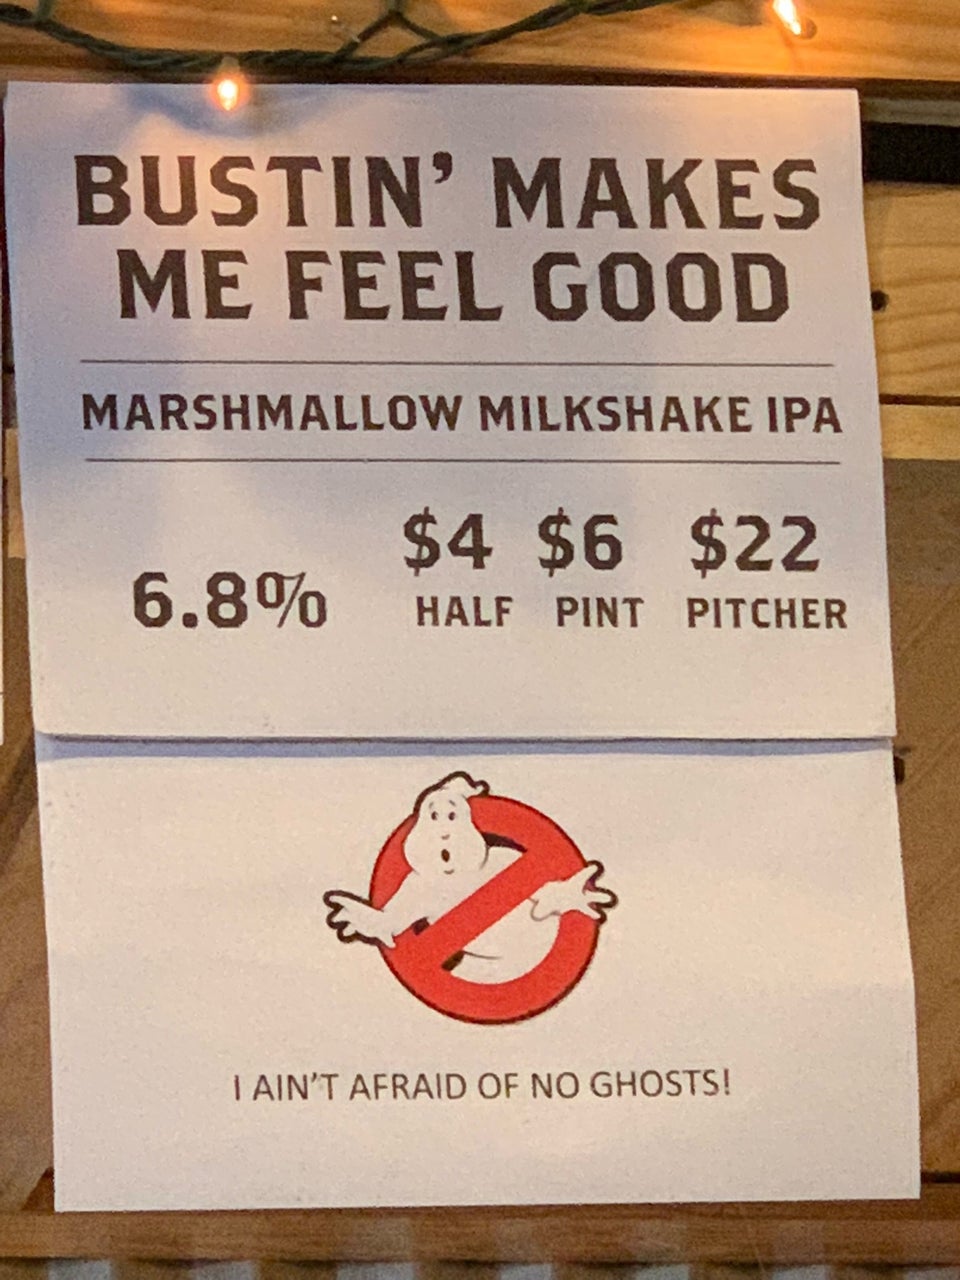 BUSTIN' MAKES
ME FEEL GOOD
MARSHMALLOW MILKSHAKE IPA
6.8%
$4 $6 $22
HALF PINT PITCHER
I AIN'T AFRAID OF NO GHOSTS!